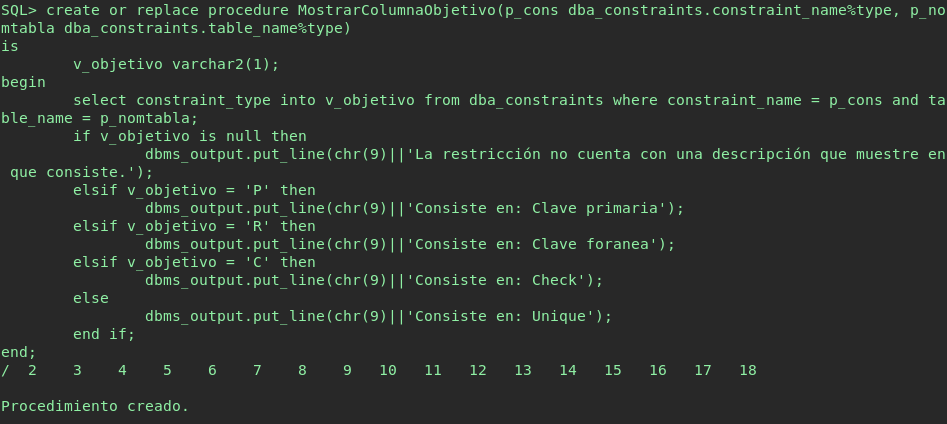 SQL> create or replace procedure MostrarColumnaObjetivo(p_cons dba_constraints.constraint_name%type, p_no
mtabla dba_constraints.table_name%type)
is
        v_objetivo varchar2(1);
begin
        select constraint_type into v_objetivo from dba_constraints where constraint_name = p_cons and ta
ble_name = p_nomtabla;
        if v_objetivo is null then
                dbms_output.put_line(chr(9)||'La restricción no cuenta con una descripción que muestre en
 que consiste.');
        elsif v_objetivo = 'P' then
                dbms_output.put_line(chr(9)||'Consiste en: Clave primaria');
        elsif v_objetivo = 'R' then
                dbms_output.put_line(chr(9)||'Consiste en: Clave foranea');
        elsif v_objetivo = 'C' then
                dbms_output.put_line(chr(9)||'Consiste en: Check');
        else
                dbms_output.put_line(chr(9)||'Consiste en: Unique');
        end if;
end;
/  2    3    4    5    6    7    8    9   10   11   12   13   14   15   16   17   18

Procedimiento creado.